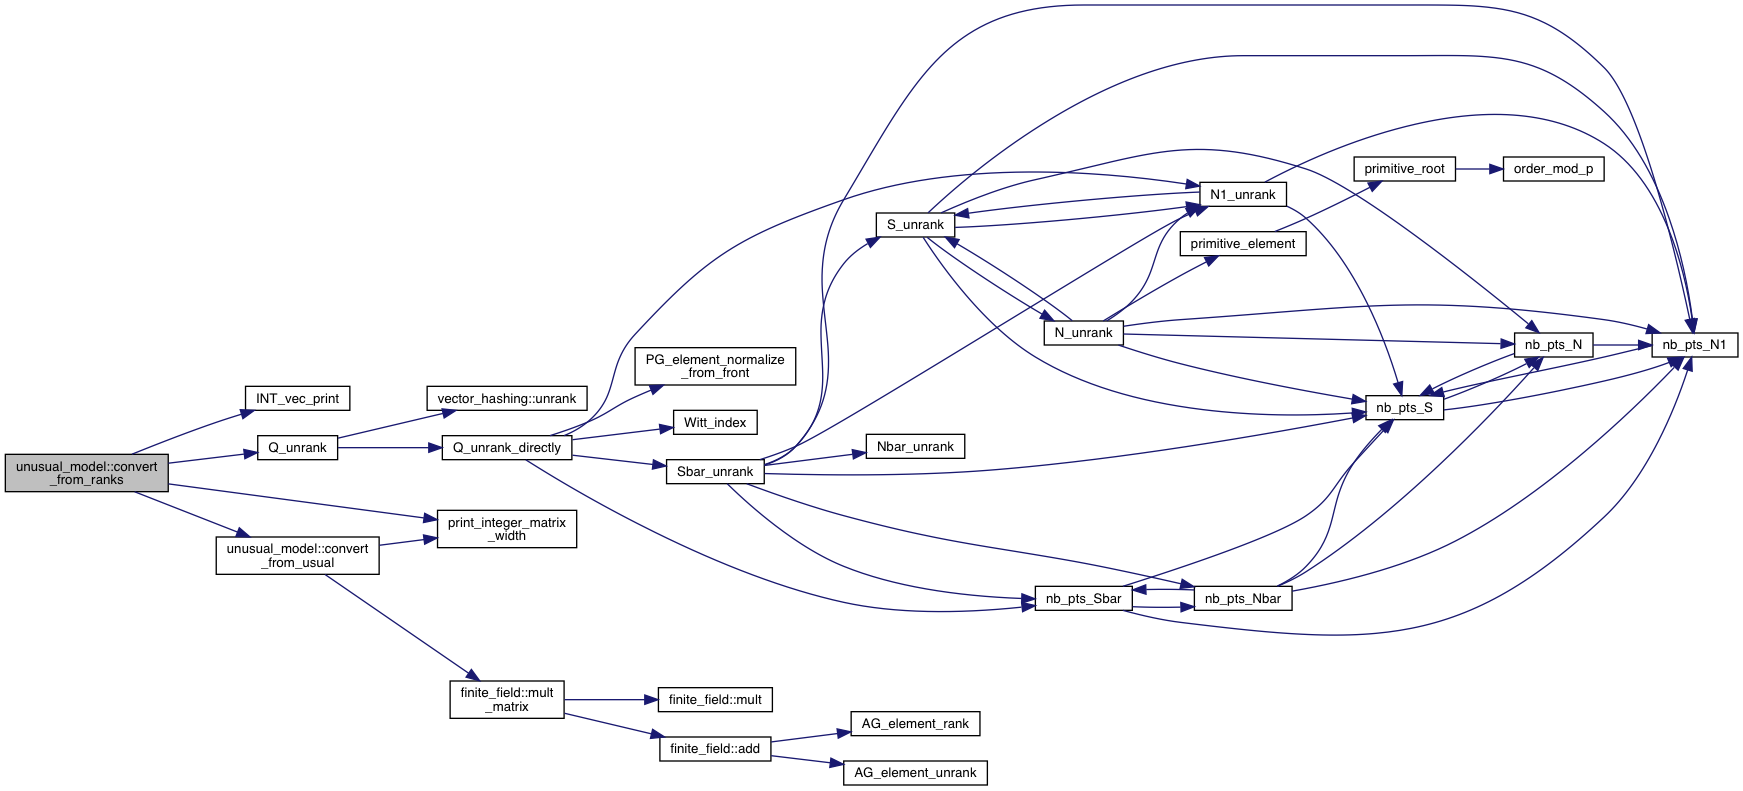 unusual_model::convert
_from_ranks
INT_vec_print
Q_unrank
print_integer_matrix
_width
unusual_model::convert
_from_usual
vector_hashing::unrank
Q_unrank_directly
PG_element_normalize
_from_front
Witt_index
Sbar_unrank
Nbar_unrank
S_unrank
N_unrank
N1_unrank
primitive_element
primitive_root
order_mod_p
nb_pts_N
nb_pts_N1
nb_pts_S
nb_pts_Sbar
nb_pts_Nbar
finite_field::mult
_matrix
finite_field::mult
finite_field::add
AG_element_rank
AG_element_unrank